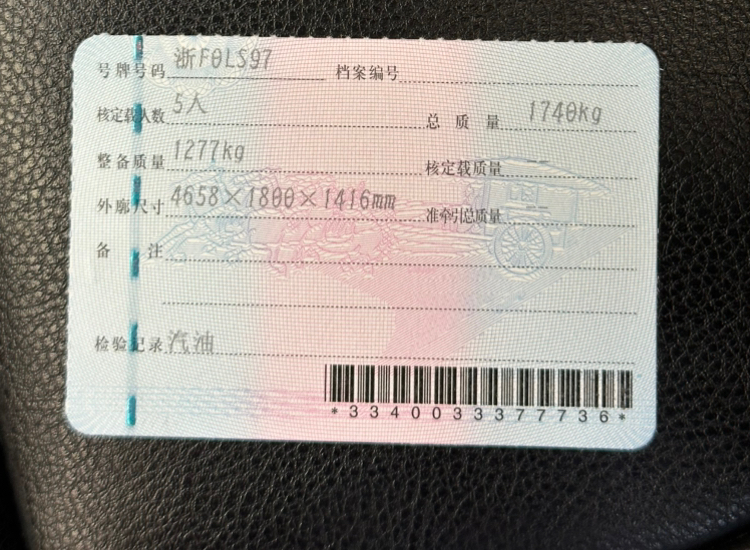 号牌号码 浙F0LS97 档案编号
核定载人数 5人 总质量 1740kg
整备质量 1277kg 核定载质量
外廓尺寸 4658×1800×1416mm 准牵引总质量
备注
检验记录 汽油
*3340033377736*